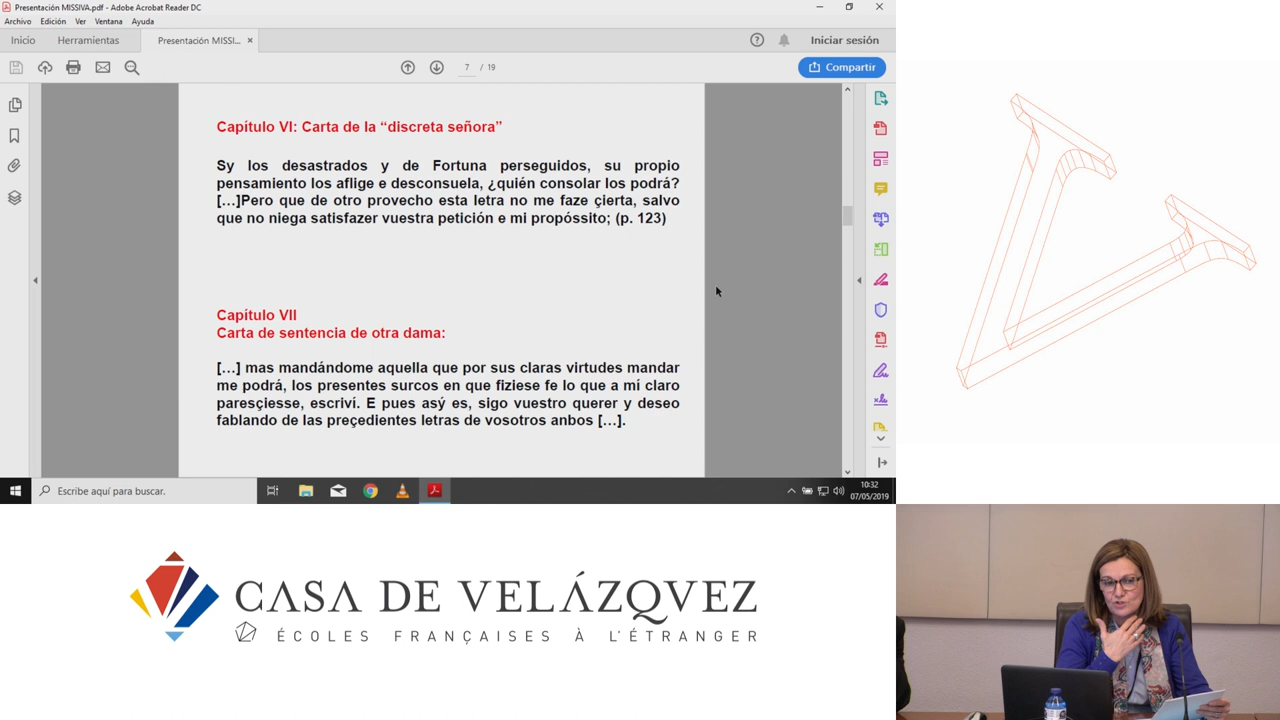 Presentación MISSIVA.pdf - Adobe Acrobat Reader DC
Archivo Edición Ver Ventana Ayuda
Inicio Herramientas Presentación MISSI... × Iniciar sesión
7 / 19 Compartir
Capítulo VI: Carta de la “discreta señora”
Sy los desastrados y de Fortuna perseguidos, su propio
pensamiento los aflige e desconsuela, ¿quién consolar los podrá?
[…]Pero que de otro provecho esta letra no me faze çierta, salvo
que no niega satisfazer vuestra petición e mi propóssito; (p. 123)
Capítulo VII
Carta de sentencia de otra dama:
[…] mas mandándome aquella que por sus claras virtudes mandar
me podrá, los presentes surcos en que fiziese fe lo que a mí claro
paresçiesse, escriví. E pues asý es, sigo vuestro querer y deseo
fablando de las preçedientes letras de vosotros anbos […].
Escribe aquí para buscar.
10:32
07/05/2019
CASA DE VELÁZQVEZ
ÉCOLES FRANÇAISES À L'ÉTRANGER